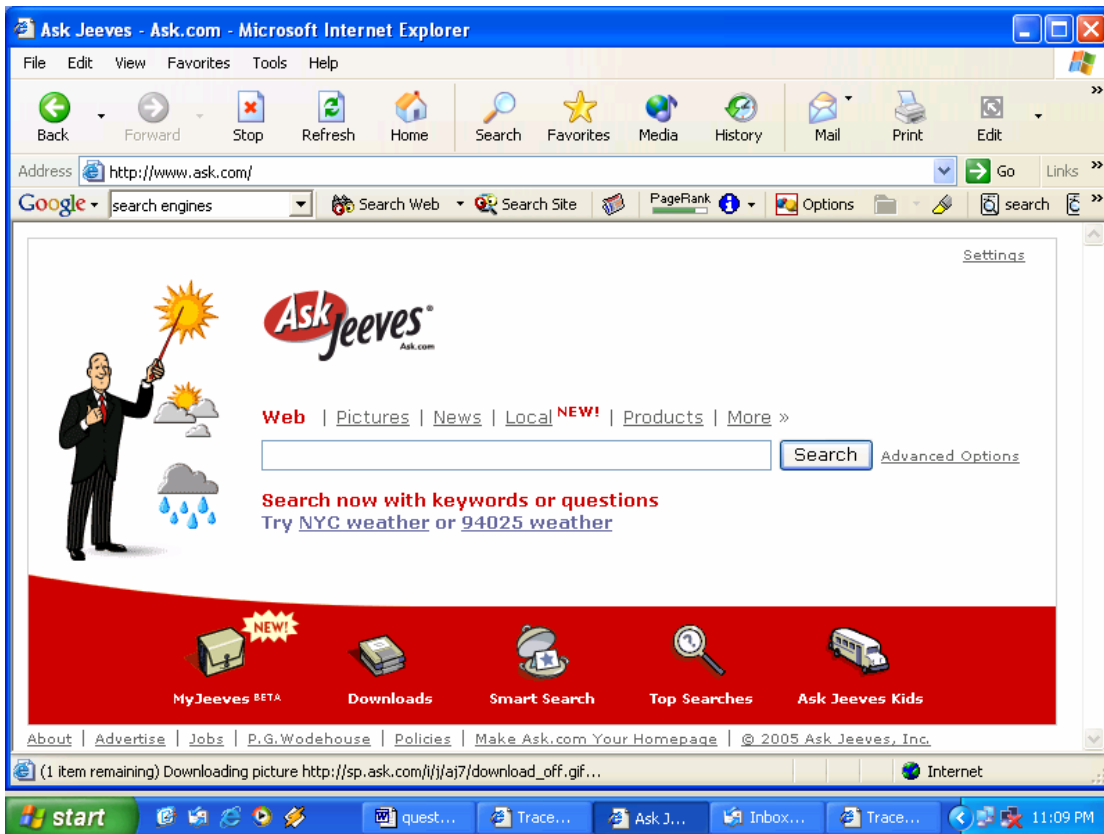 Ask Jeeves - Ask.com - Microsoft Internet Explorer
File Edit View Favorites Tools Help
Back Forward Stop Refresh Home Search Favorites Media History Mail Print Edit »
Address http://www.ask.com/ Go Links »
Google search engines Search Web Search Site PageRank Options search »
Settings
Ask Jeeves®
Ask.com
Web | Pictures | News | Local NEW! | Products | More »
Search Advanced Options
Search now with keywords or questions
Try NYC weather or 94025 weather
NEW!
MyJeeves BETA Downloads Smart Search Top Searches Ask Jeeves Kids
About | Advertise | Jobs | P.G.Wodehouse | Policies | Make Ask.com Your Homepage | © 2005 Ask Jeeves, Inc.
(1 item remaining) Downloading picture http://sp.ask.com/i/j/aj7/download_off.gif... Internet
start quest... Trace... Ask J... Inbox... Trace... 11:09 PM